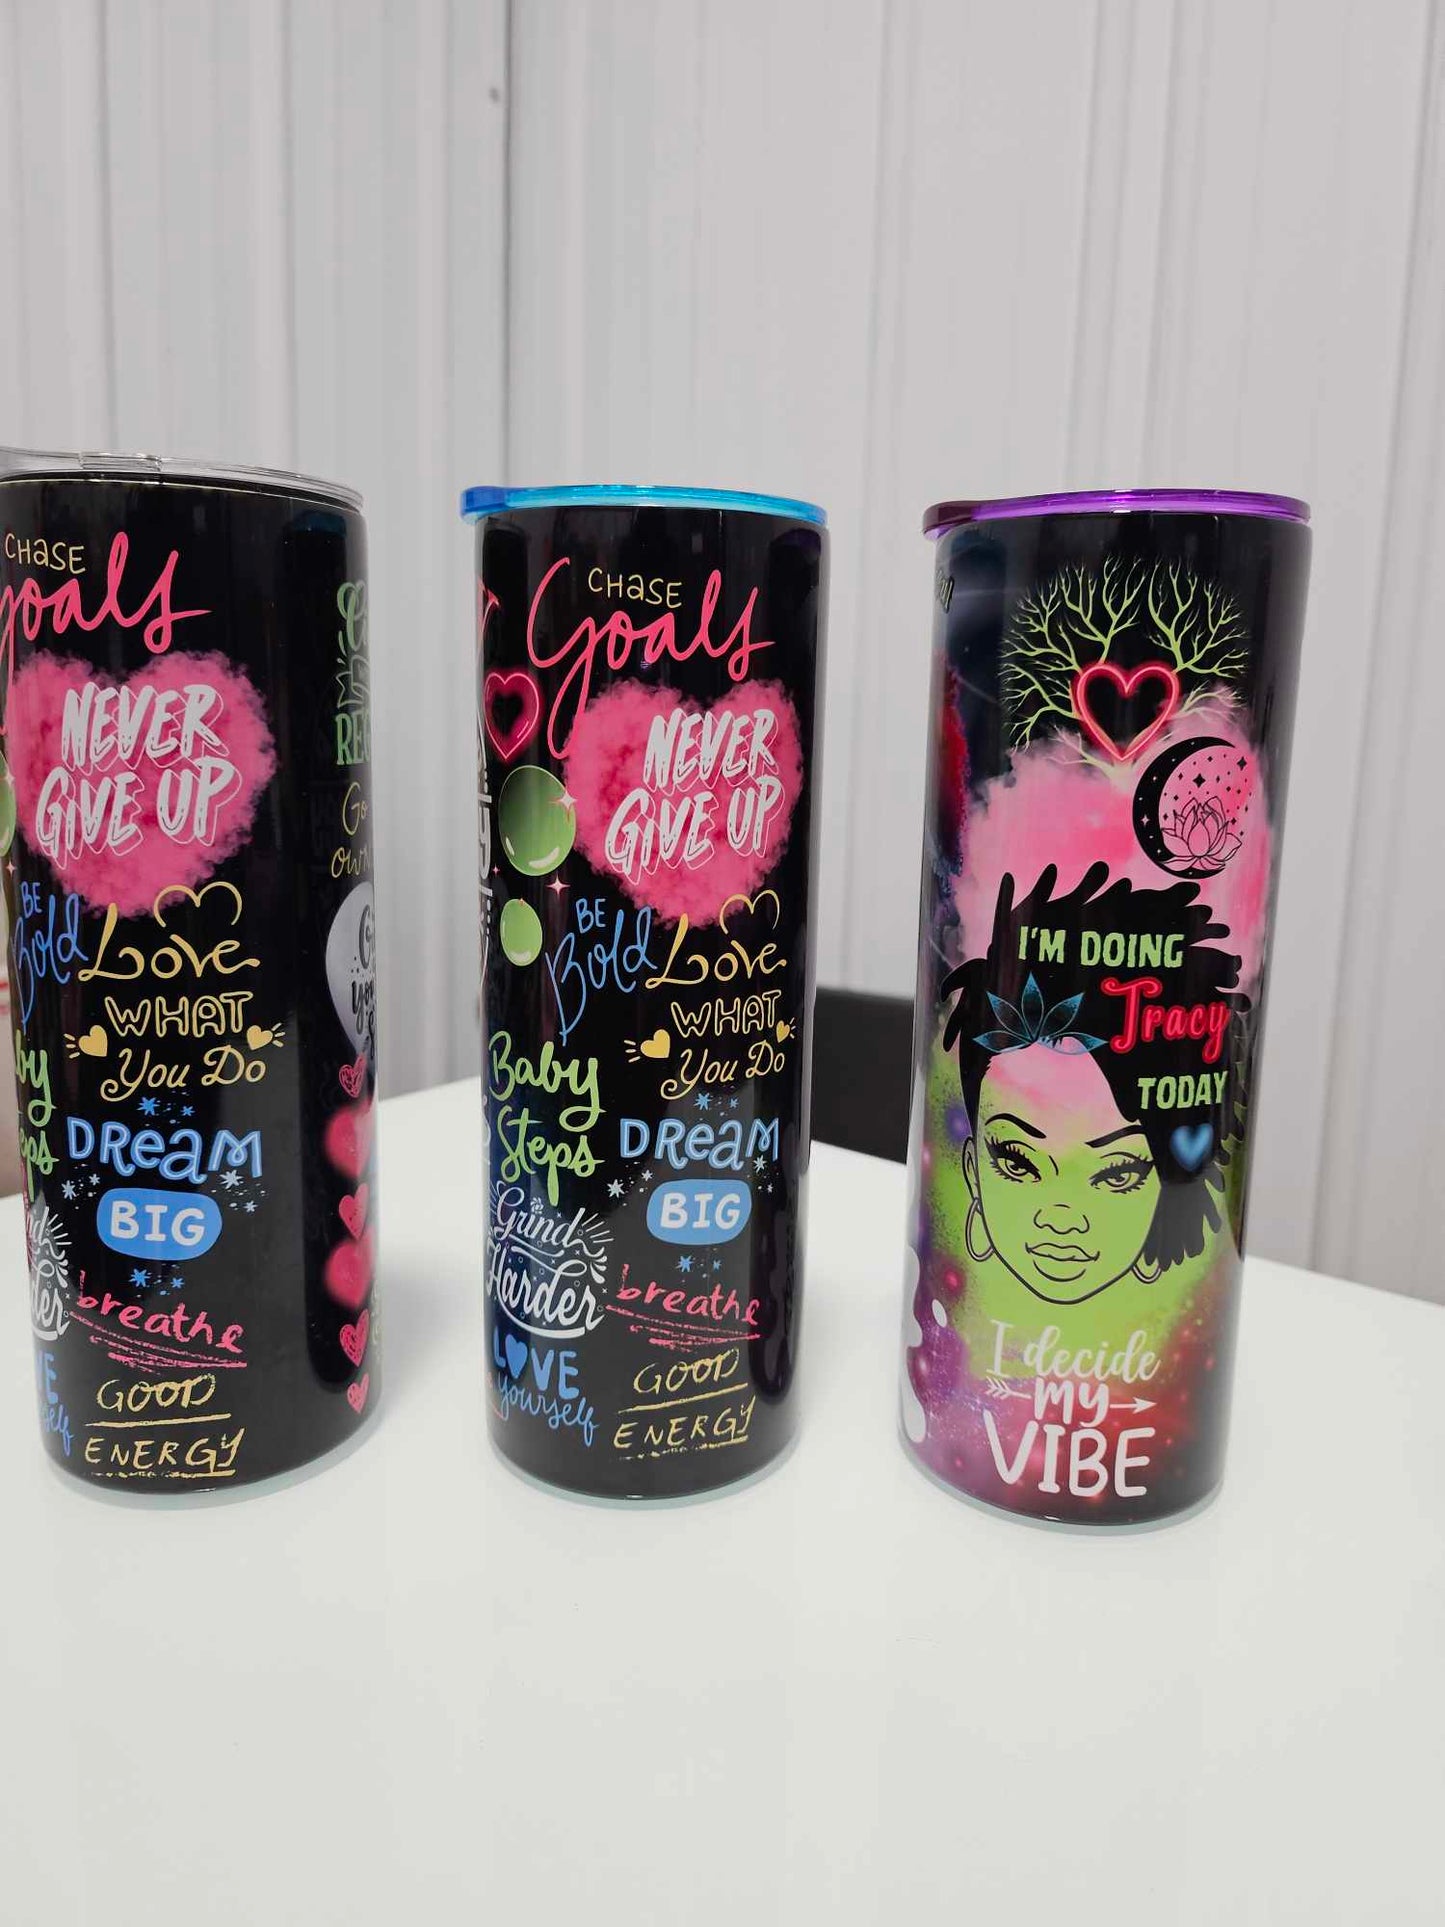 CHASE
Goals
NEVER
GIVE UP
BE
Bold
Love
WHAT
You Do
DREAM
BIG
breathe
GOOD
ENERGY
CHASE
Goals
NEVER
GIVE UP
BE
Bold
Love
WHAT
You Do
Baby
Steps
DREAM
BIG
Grind
Harder
breathe
LOVE
yourself
GOOD
ENERGY
I'M DOING
Tracy
TODAY
I decide
MY
VIBE